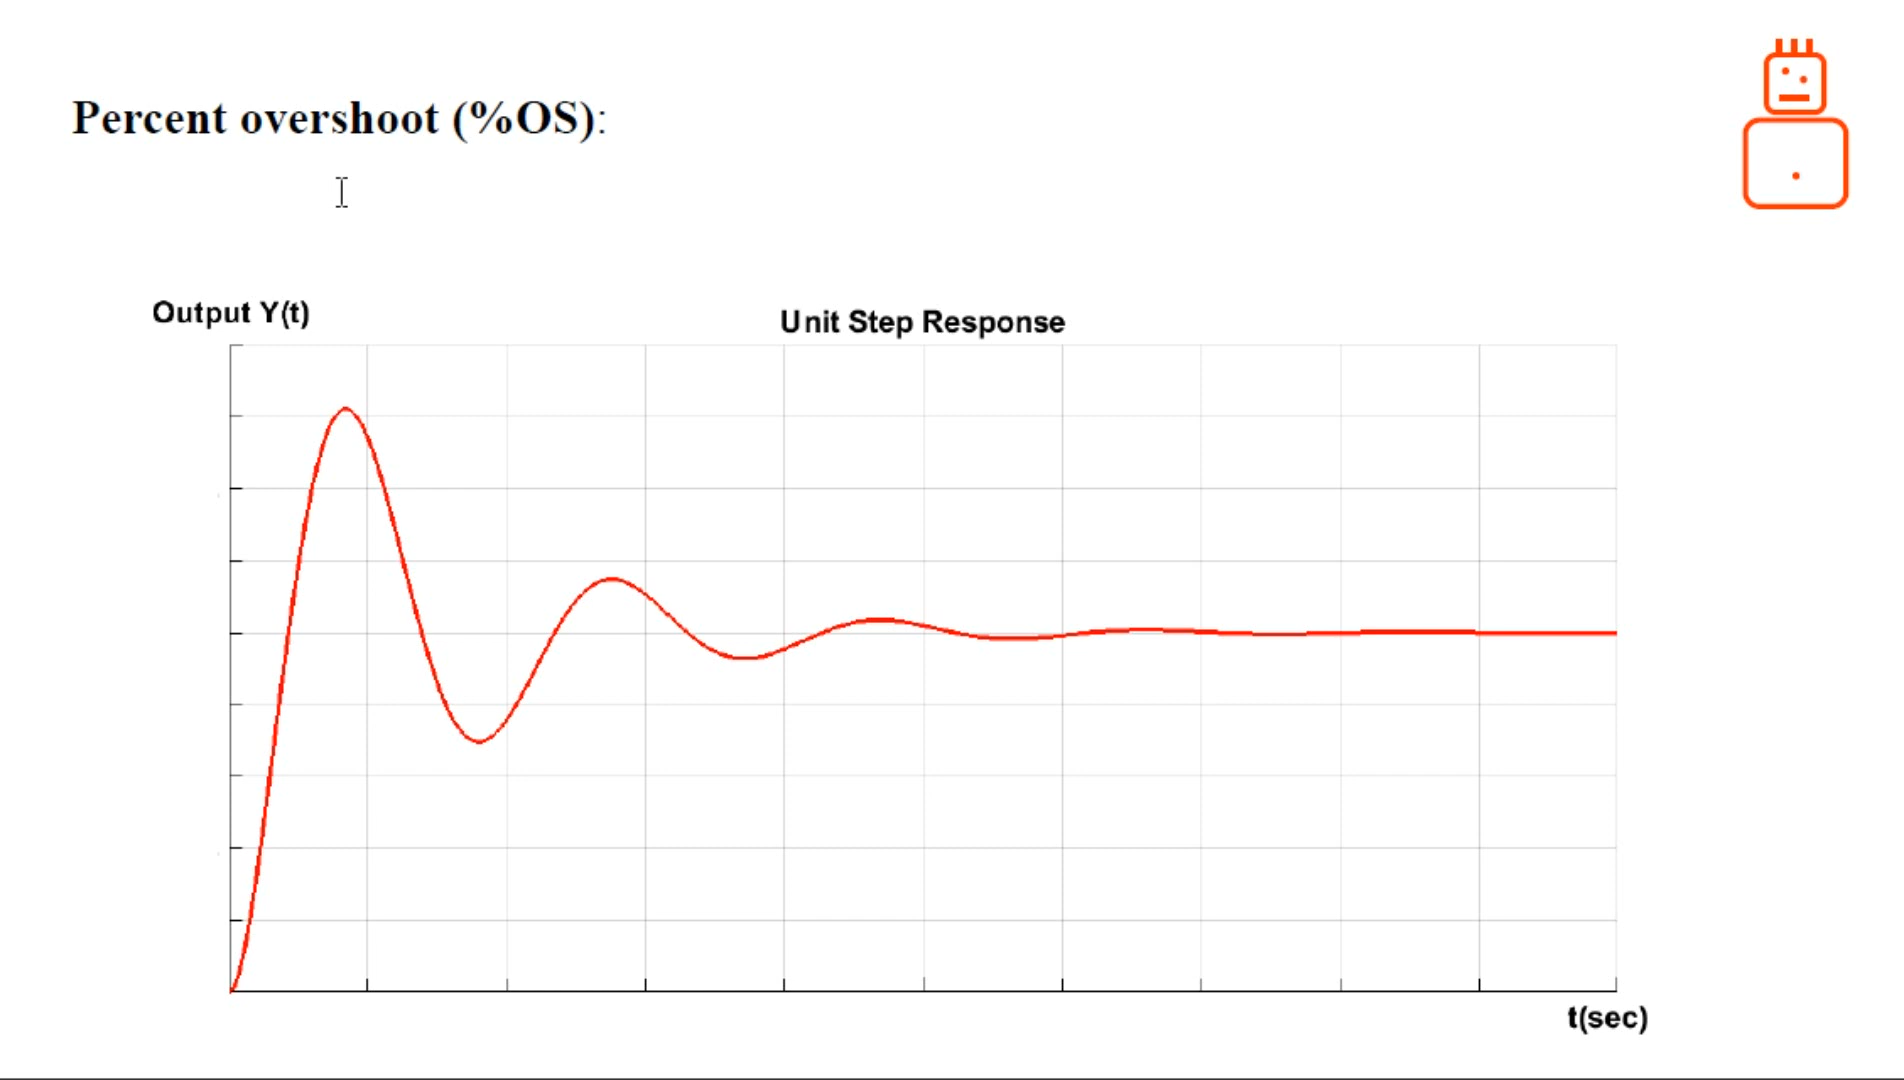 Percent overshoot (%OS):
Output Y(t)
Unit Step Response
t(sec)